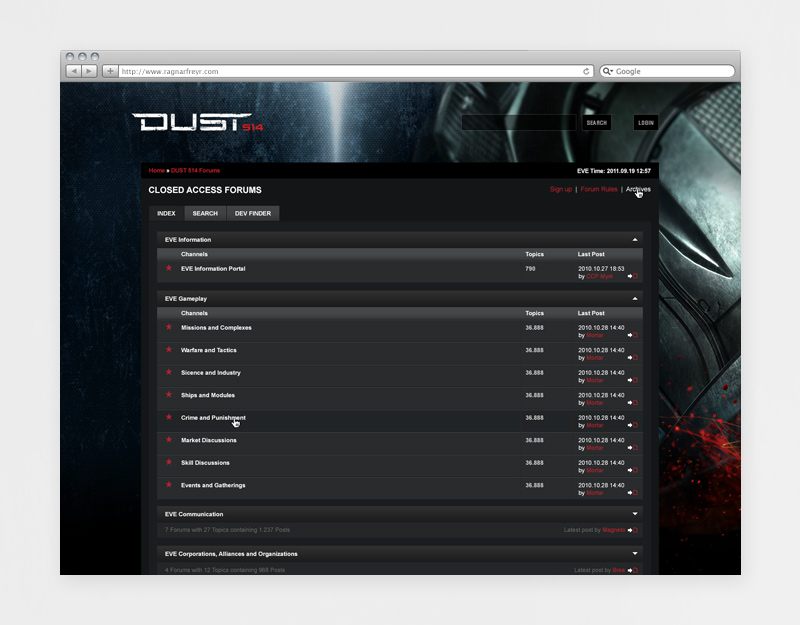 http://www.ragnarfreyr.com
Google
DUST 514
SEARCH
LOGIN
Home » DUST 514 Forums
EVE Time: 2011.09.19 12:57
CLOSED ACCESS FORUMS
Sign up | Forum Rules | Archives
INDEX SEARCH DEV FINDER
EVE Information
Channels Topics Last Post
EVE Information Portal 790 2010.10.27 18:53
by CCP
EVE Gameplay
Channels Topics Last Post
Missions and Complexes 36.888 2010.10.28 14:40
by Mortar
Warfare and Tactics 36.888 2010.10.28 14:40
by Mortar
Sicence and Industry 36.888 2010.10.28 14:40
by Mortar
Ships and Modules 36.888 2010.10.28 14:40
by Mortar
Crime and Punishment 36.888 2010.10.28 14:40
by Mortar
Market Discussions 36.888 2010.10.28 14:40
by Mortar
Skill Discussions 36.888 2010.10.28 14:40
by Mortar
Events and Gatherings 36.888 2010.10.28 14:40
by Mortar
EVE Communication
7 Forums with 27 Topics containing 1.237 Posts Latest post by Magneto
EVE Corporations, Alliances and Organizations
4 Forums with 12 Topics containing 968 Posts Latest post by